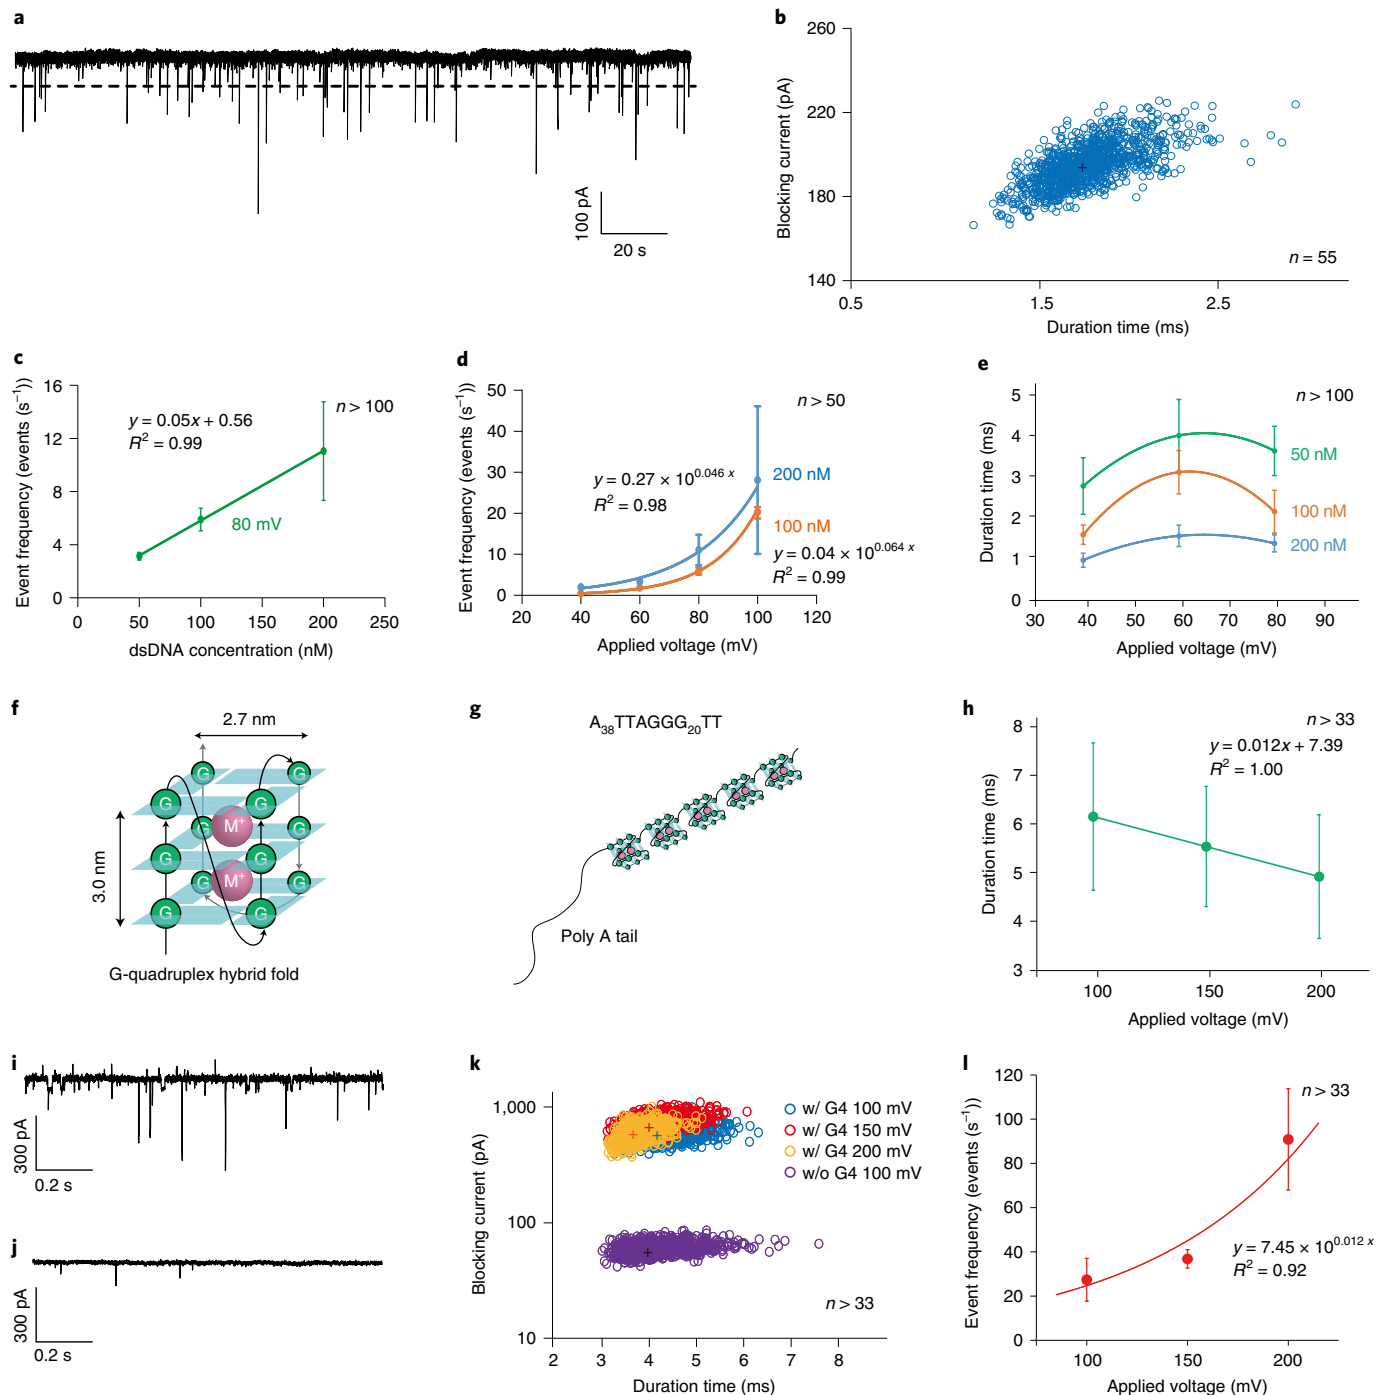 a
100 pA
20 s
b
Blocking current (pA)
260
220
180
140
0.5
1.5
2.5
Duration time (ms)
n = 55
c
Event frequency (events (s⁻¹))
16
12
8
4
0
0
50
100
150
200
250
dsDNA concentration (nM)
y = 0.05x + 0.56
R² = 0.99
n > 100
80 mV
d
Event frequency (events (s⁻¹))
50
40
30
20
10
0
20
40
60
80
100
120
Applied voltage (mV)
n > 50
y = 0.27 × 10^0.046 x
R² = 0.98
200 nM
100 nM
y = 0.04 × 10^0.064 x
R² = 0.99
e
Duration time (ms)
5
4
3
2
1
0
30
40
50
60
70
80
90
Applied voltage (mV)
n > 100
50 nM
100 nM
200 nM
f
2.7 nm
3.0 nm
G
G
G
G
M⁺
G
G
G
G
M⁺
G
G
G
G
G-quadruplex hybrid fold
g
A₃₈TTAGGG₂₀TT
Poly A tail
h
Duration time (ms)
8
7
6
5
4
3
100
150
200
Applied voltage (mV)
n > 33
y = 0.012x + 7.39
R² = 1.00
i
300 pA
0.2 s
j
300 pA
0.2 s
k
Blocking current (pA)
1,000
100
10
2
3
4
5
6
7
8
Duration time (ms)
w/ G4 100 mV
w/ G4 150 mV
w/ G4 200 mV
w/o G4 100 mV
n > 33
l
Event frequency (events (s⁻¹))
120
100
80
60
40
20
0
100
150
200
Applied voltage (mV)
n > 33
y = 7.45 × 10^0.012 x
R² = 0.92